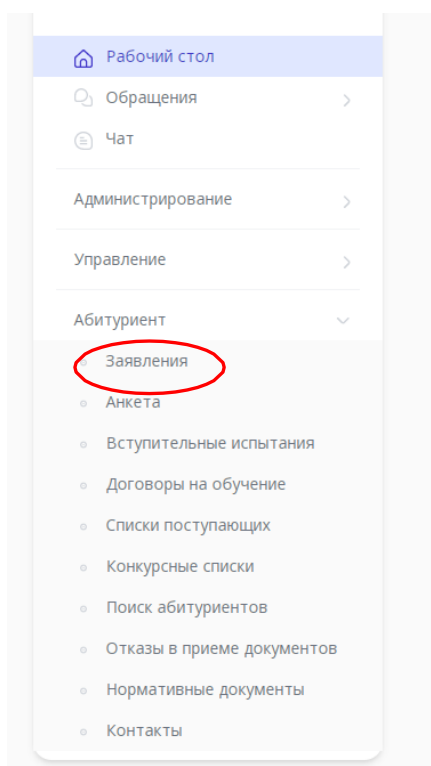 Рабочий стол
Обращения
Чат
Администрирование
Управление
Абитуриент
Заявления
Анкета
Вступительные испытания
Договоры на обучение
Списки поступающих
Конкурсные списки
Поиск абитуриентов
Отказы в приеме документов
Нормативные документы
Контакты